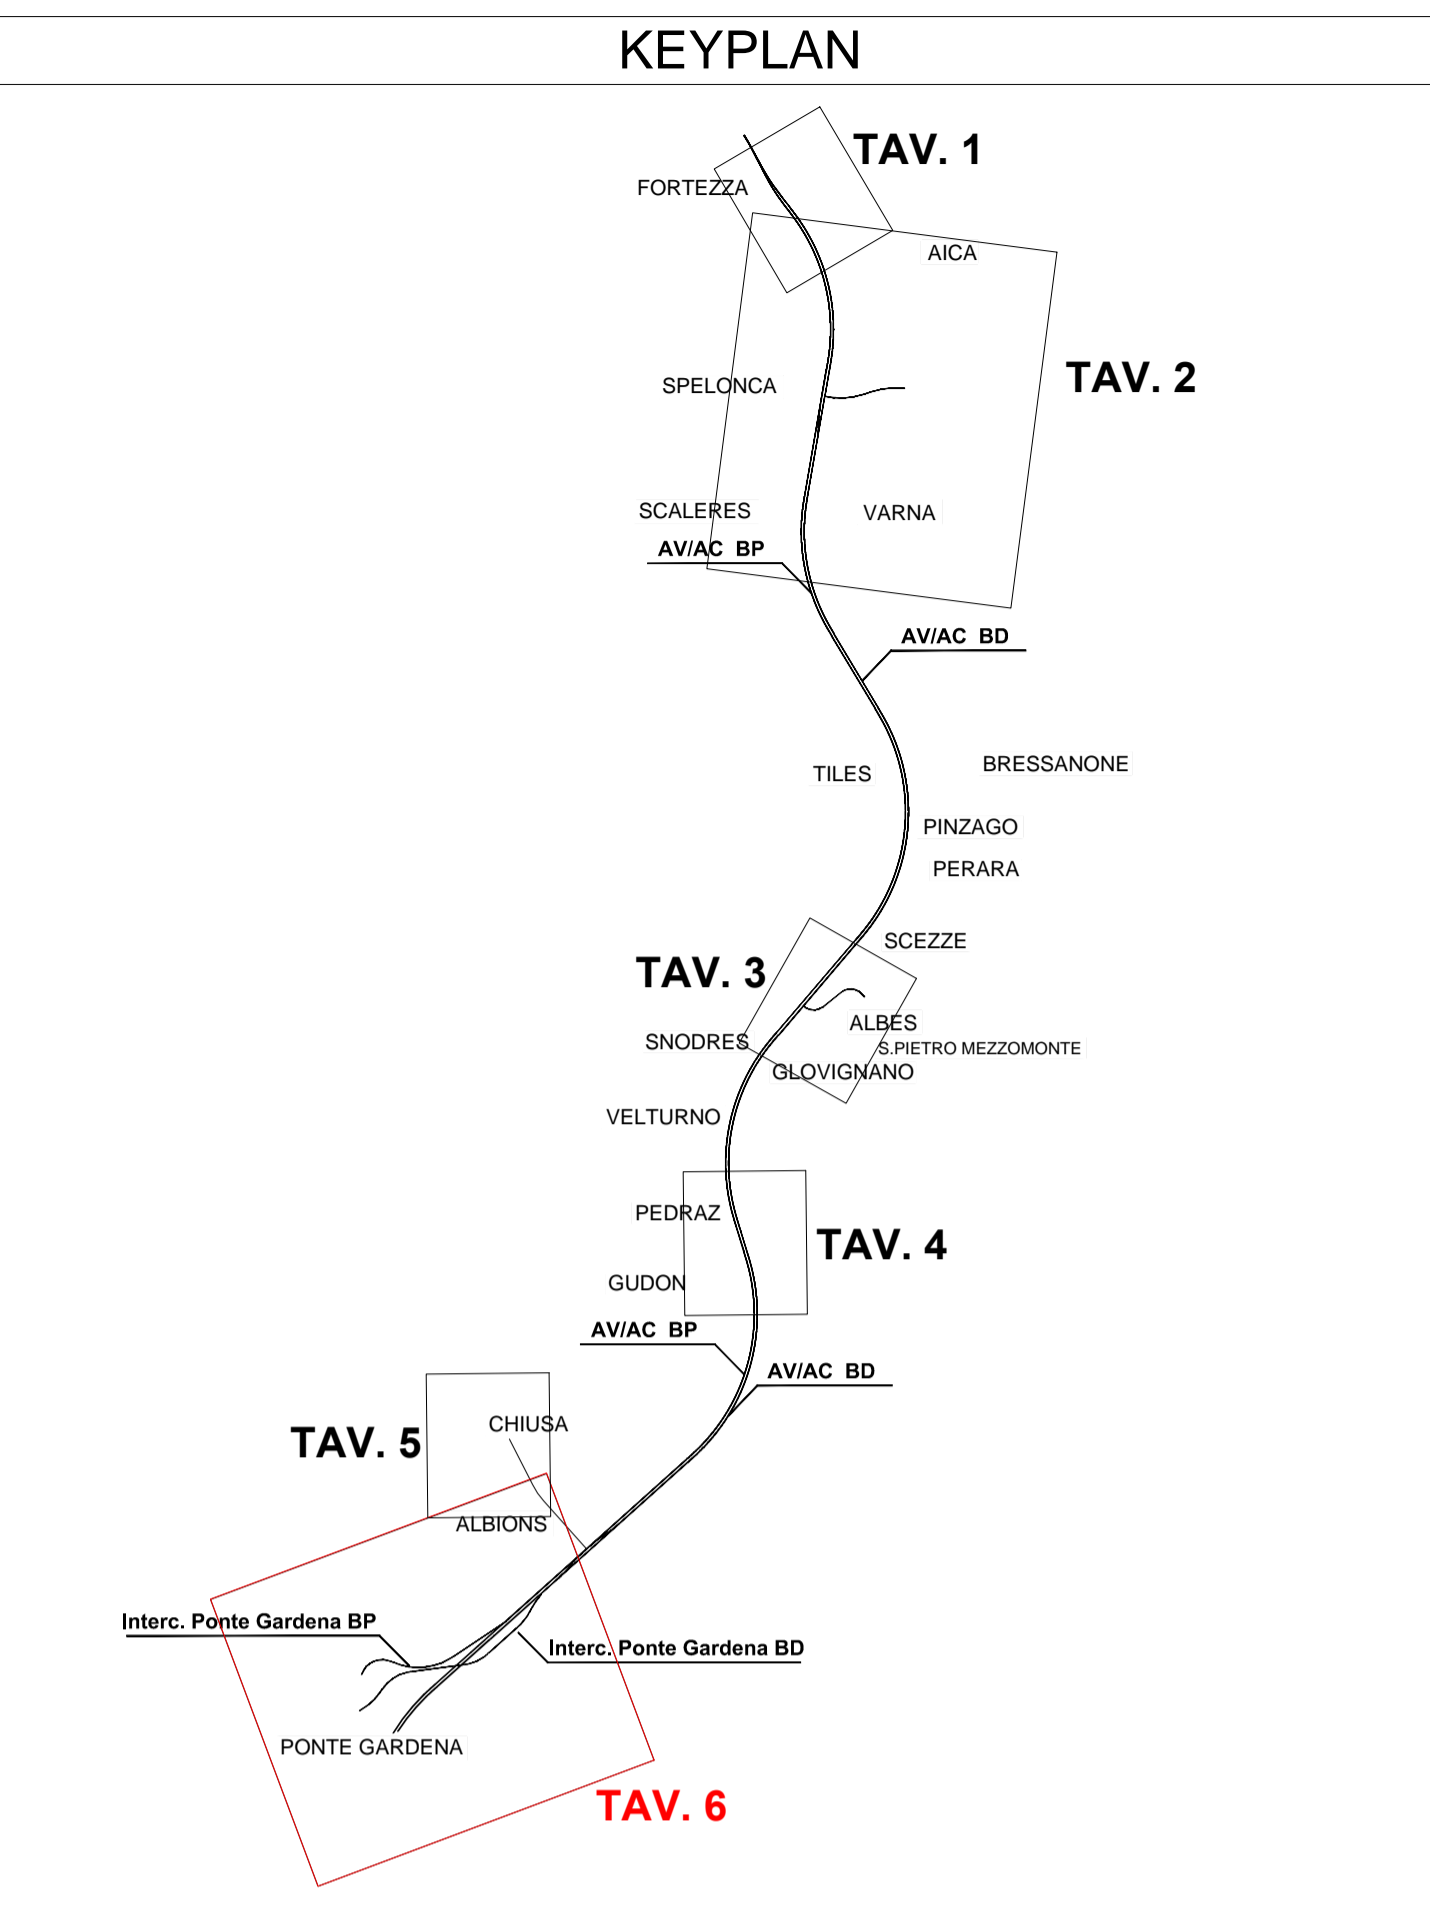 KEYPLAN
TAV. 1
FORTEZZA
AICA
TAV. 2
SPELONCA
SCALERES
VARNA
AV/AC BP
AV/AC BD
BRESSANONE
TILES
PINZAGO
PERARA
SCEZZE
TAV. 3
ALBES
SNODRES
S.PIETRO MEZZOMONTE
GLOVIGNANO
VELTURNO
PEDRAZ
TAV. 4
GUDON
AV/AC BP
AV/AC BD
CHIUSA
TAV. 5
ALBIONS
Interc. Ponte Gardena BP
Interc. Ponte Gardena BD
PONTE GARDENA
TAV. 6